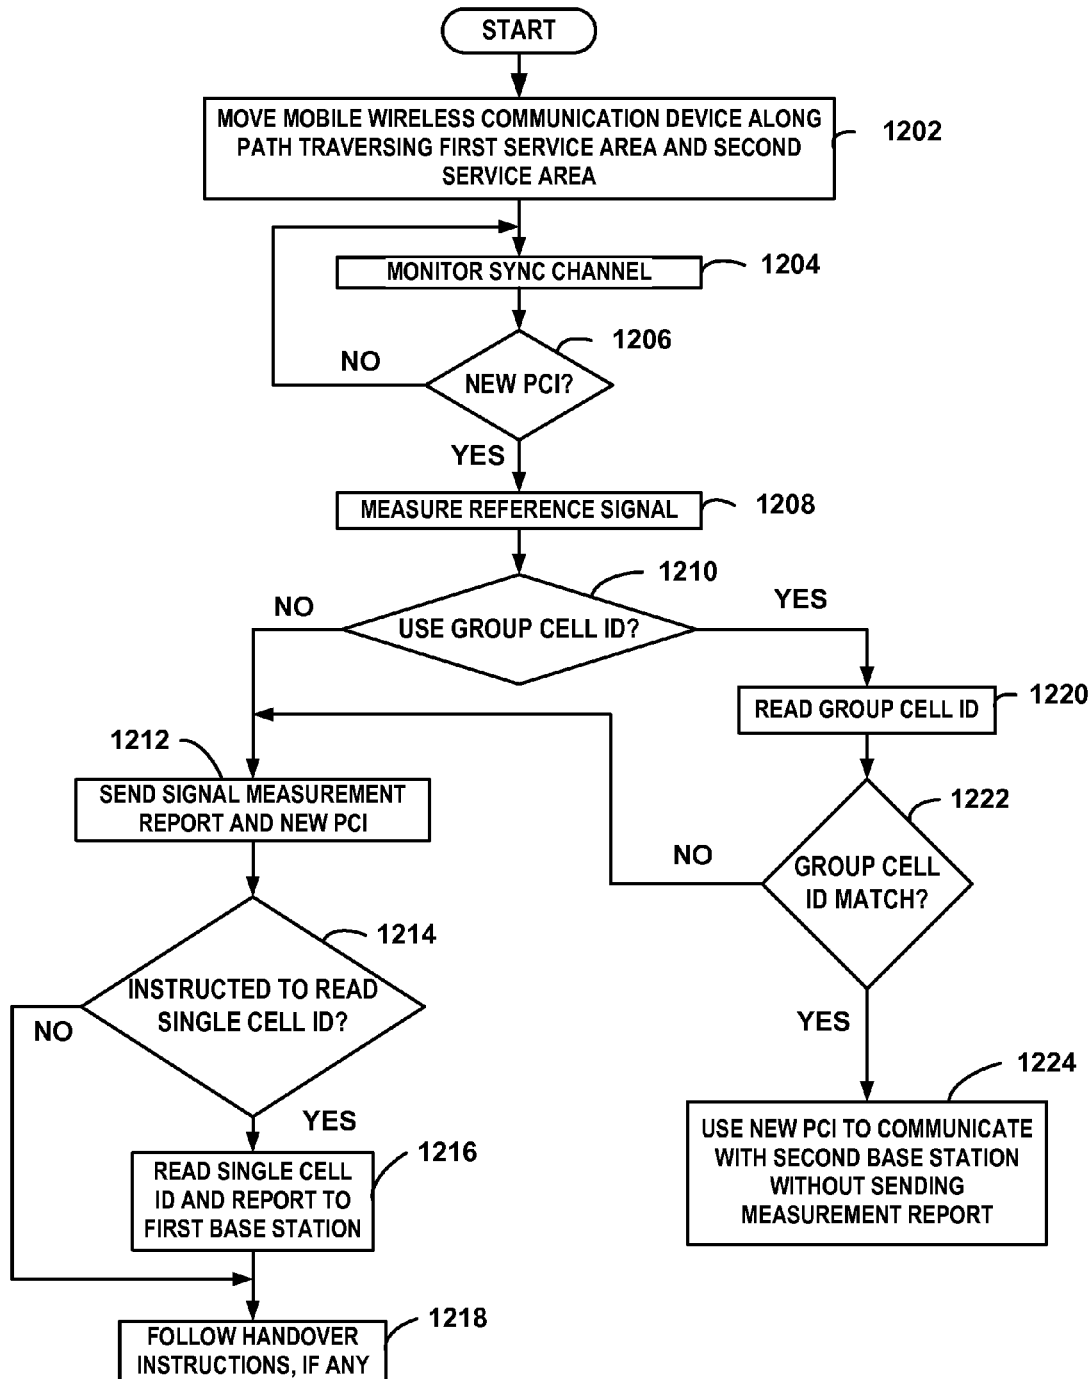 START
MOVE MOBILE WIRELESS COMMUNICATION DEVICE ALONG
PATH TRAVERSING FIRST SERVICE AREA AND SECOND
SERVICE AREA
1202
MONITOR SYNC CHANNEL
1204
1206
NEW PCI?
NO
YES
MEASURE REFERENCE SIGNAL
1208
1210
USE GROUP CELL ID?
NO
YES
1220
READ GROUP CELL ID
1212
SEND SIGNAL MEASUREMENT
REPORT AND NEW PCI
1222
GROUP CELL
ID MATCH?
NO
YES
1214
INSTRUCTED TO READ
SINGLE CELL ID?
NO
YES
1224
USE NEW PCI TO COMMUNICATE
WITH SECOND BASE STATION
WITHOUT SENDING
MEASUREMENT REPORT
1216
READ SINGLE CELL
ID AND REPORT TO
FIRST BASE STATION
1218
FOLLOW HANDOVER
INSTRUCTIONS, IF ANY